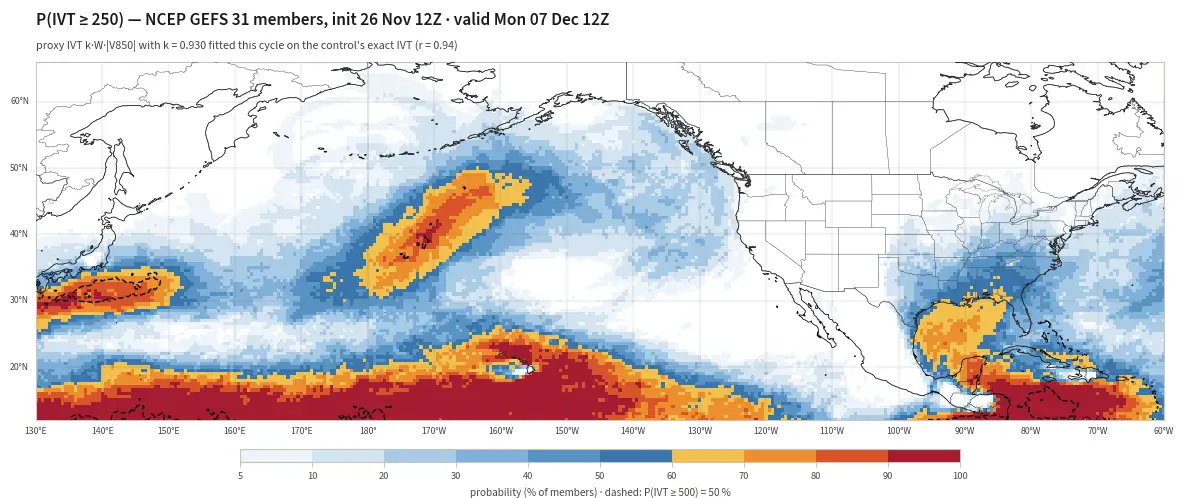 P(IVT ≥ 250) — NCEP GEFS 31 members, init 26 Nov 12Z · valid Mon 07 Dec 12Z
proxy IVT k·W·|V850| with k = 0.930 fitted this cycle on the control's exact IVT (r = 0.94)
60°N
50°N
40°N
30°N
20°N
130°E 140°E 150°E 160°E 170°E 180° 170°W 160°W 150°W 140°W 130°W 120°W 110°W 100°W 90°W 80°W 70°W 60°W
5 10 20 30 40 50 60 70 80 90 100
probability (% of members) · dashed: P(IVT ≥ 500) = 50 %